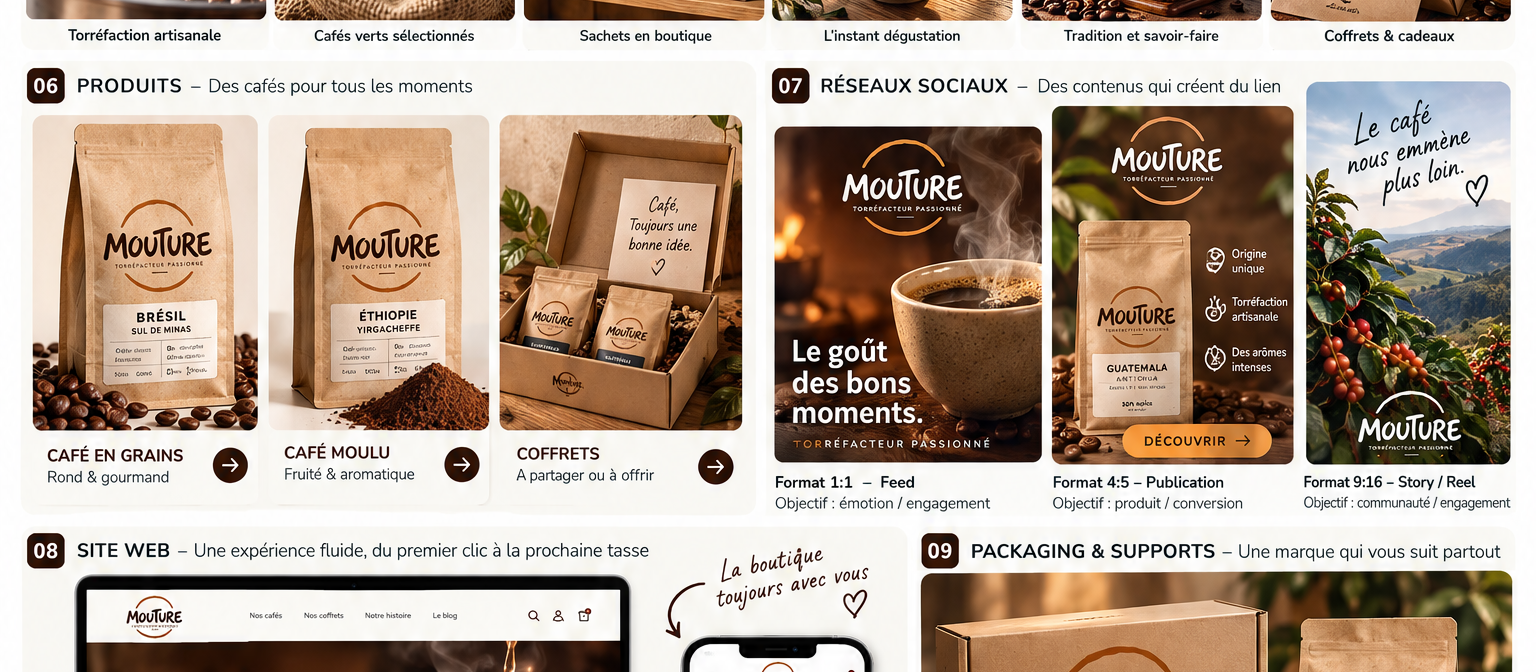 Torréfaction artisanale
Cafés verts sélectionnés
Sachets en boutique
L'instant dégustation
Tradition et savoir-faire
Coffrets & cadeaux
06 PRODUITS – Des cafés pour tous les moments
MOUTURE
TORRÉFACTEUR PASSIONNÉ
BRÉSIL
SUL DE MINAS
CAFÉ EN GRAINS
Rond & gourmand
MOUTURE
TORRÉFACTEUR PASSIONNÉ
ÉTHIOPIE
YIRGACHEFFE
CAFÉ MOULU
Fruité & aromatique
Café,
Toujours une
bonne idée.
MOUTURE
MOUTURE
COFFRETS
A partager ou à offrir
07 RÉSEAUX SOCIAUX – Des contenus qui créent du lien
MOUTURE
TORRÉFACTEUR PASSIONNÉ
Le goût
des bons
moments.
TORRÉFACTEUR PASSIONNÉ
Format 1:1 – Feed
Objectif : émotion / engagement
MOUTURE
TORRÉFACTEUR PASSIONNÉ
Origine
unique
Torréfaction
artisanale
Des arômes
intenses
MOUTURE
GUATEMALA
DÉCOUVRIR
Format 4:5 – Publication
Objectif : produit / conversion
Le café
nous emmène
plus loin.
MOUTURE
Format 9:16 – Story / Reel
Objectif : communauté / engagement
08 SITE WEB – Une expérience fluide, du premier clic à la prochaine tasse
MOUTURE
Nos cafés
Nos coffrets
Notre histoire
Le blog
La boutique
toujours avec vous
09 PACKAGING & SUPPORTS – Une marque qui vous suit partout